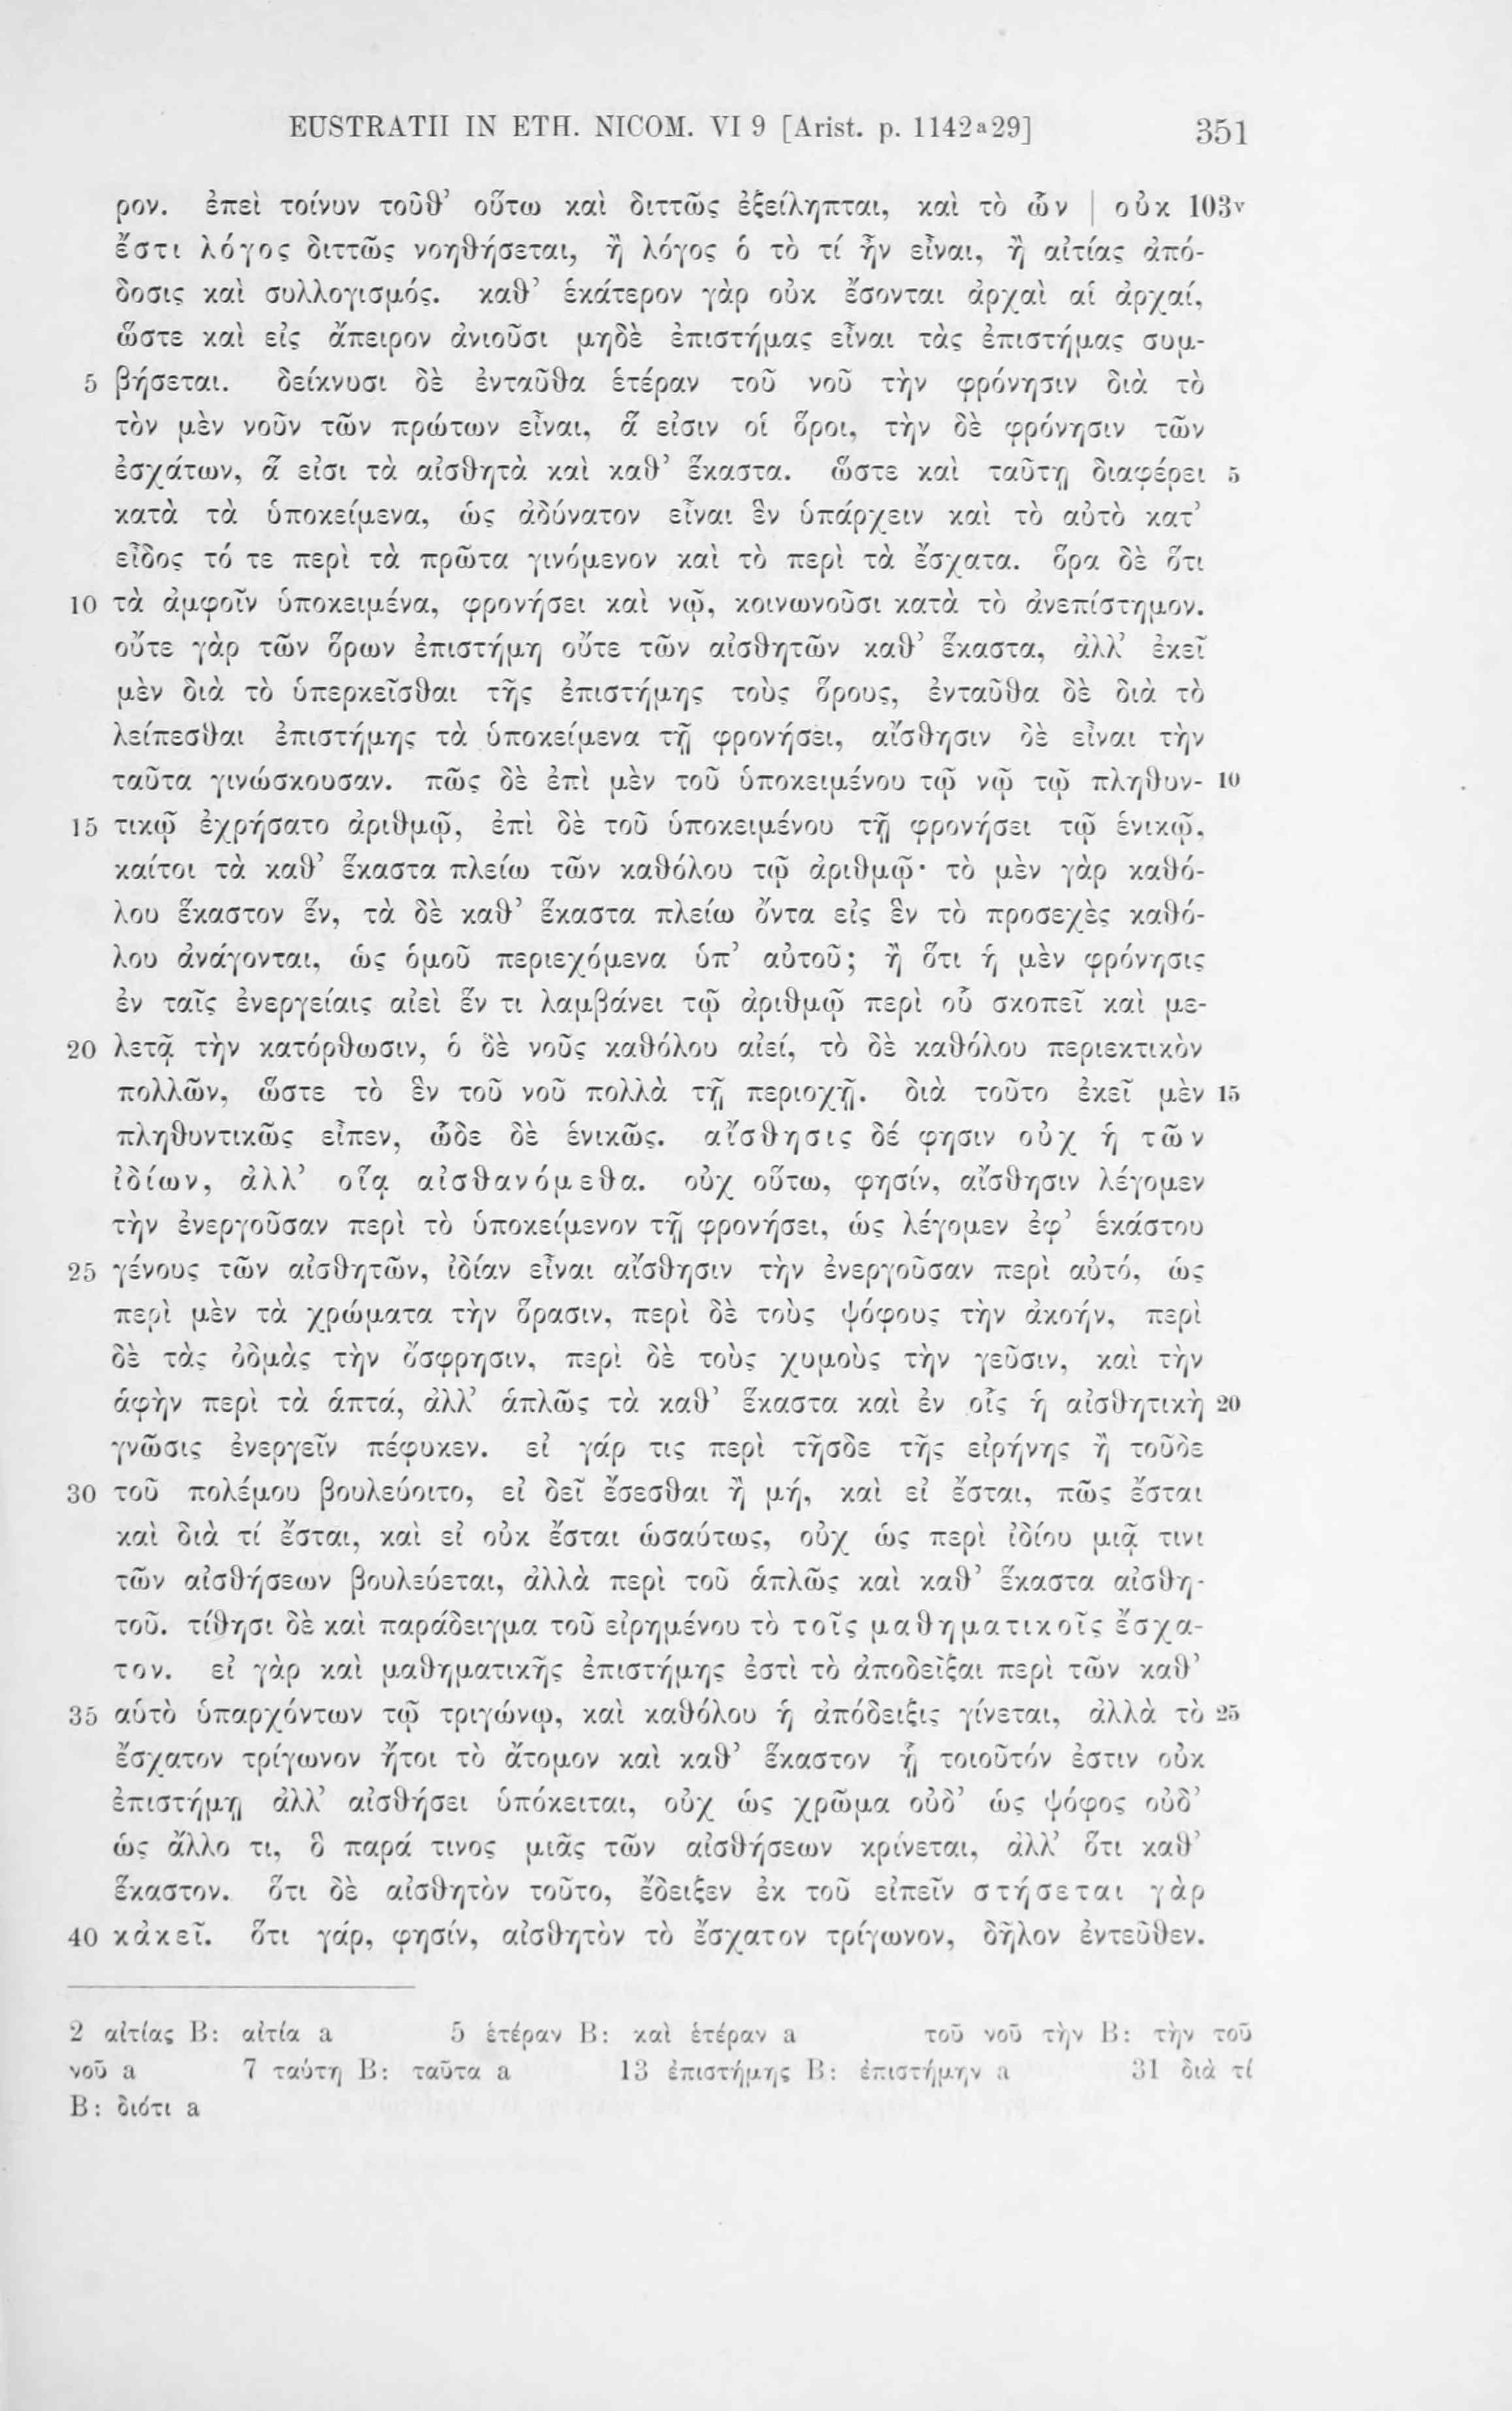 EUSTRATII IN ETH. NICOM. VI 9 [Arist. p. 1142a29] 351
ρον. ἐπεὶ τοίνυν τοῦθ’ οὕτω καὶ διττῶς ἐξείληπται, καὶ τὸ ὧν | οὐκ 103v
ἔστι λόγος διττῶς νοηθήσεται, ἢ λόγος ὁ τὸ τί ἦν εἶναι, ἢ αἰτίας ἀπό-
δοσις καὶ συλλογισμός. καθ’ ἑκάτερον γὰρ οὐκ ἔσονται ἀρχαὶ αἱ ἀρχαί,
ὥστε καὶ εἰς ἄπειρον ἀνιοῦσι μηδὲ ἐπιστήμας εἶναι τὰς ἐπιστήμας συμ-
5 βήσεται. δείκνυσι δὲ ἐνταῦθα ἑτέραν τοῦ νοῦ τὴν φρόνησιν διὰ τὸ
τὸν μὲν νοῦν τῶν πρώτων εἶναι, ἅ εἰσιν οἱ ὅροι, τὴν δὲ φρόνησιν τῶν
ἐσχάτων, ἅ εἰσι τὰ αἰσθητὰ καὶ καθ’ ἕκαστα. ὥστε καὶ ταύτῃ διαφέρει 5
κατὰ τὰ ὑποκείμενα, ὡς ἀδύνατον εἶναι ἓν ὑπάρχειν καὶ τὸ αὐτὸ κατ’
εἶδος τό τε περὶ τὰ πρῶτα γινόμενον καὶ τὸ περὶ τὰ ἔσχατα. ὅρα δὲ ὅτι
10 τὰ ἀμφοῖν ὑποκειμένα, φρονήσει καὶ νῷ, κοινωνοῦσι κατὰ τὸ ἀνεπίστημον.
οὔτε γὰρ τῶν ὅρων ἐπιστήμη οὔτε τῶν αἰσθητῶν καθ’ ἕκαστα, ἀλλ’ ἐκεῖ
μὲν διὰ τὸ ὑπερκεῖσθαι τῆς ἐπιστήμης τοὺς ὅρους, ἐνταῦθα δὲ διὰ τὸ
λείπεσθαι ἐπιστήμης τὰ ὑποκείμενα τῇ φρονήσει, αἴσθησιν δὲ εἶναι τὴν
ταῦτα γινώσκουσαν. πῶς δὲ ἐπὶ μὲν τοῦ ὑποκειμένου τῷ νῷ τῷ πληθυν- 10
15 τικῷ ἐχρήσατο ἀριθμῷ, ἐπὶ δὲ τοῦ ὑποκειμένου τῇ φρονήσει τῷ ἑνικῷ,
καίτοι τὰ καθ’ ἕκαστα πλείω τῶν καθόλου τῷ ἀριθμῷ· τὸ μὲν γὰρ καθό-
λου ἕκαστον ἕν, τὰ δὲ καθ’ ἕκαστα πλείω ὄντα εἰς ἓν τὸ προσεχὲς καθό-
λου ἀνάγονται, ὡς ὁμοῦ περιεχόμενα ὑπ’ αὐτοῦ; ἢ ὅτι ἡ μὲν φρόνησις
ἐν ταῖς ἐνεργείαις αἰεὶ ἕν τι λαμβάνει τῷ ἀριθμῷ περὶ οὗ σκοπεῖ καὶ με-
20 λετᾷ τὴν κατόρθωσιν, ὁ δὲ νοῦς καθόλου αἰεί, τὸ δὲ καθόλου περιεκτικὸν
πολλῶν, ὥστε τὸ ἓν τοῦ νοῦ πολλὰ τῇ περιοχῇ. διὰ τοῦτο ἐκεῖ μὲν 15
πληθυντικῶς εἶπεν, ὧδε δὲ ἑνικῶς. αἴσθησις δέ φησιν οὐχ ἡ τῶν
ἰδίων, ἀλλ’ οἵᾳ αἰσθανόμεθα. οὐχ οὕτω, φησίν, αἴσθησιν λέγομεν
τὴν ἐνεργοῦσαν περὶ τὸ ὑποκείμενον τῇ φρονήσει, ὡς λέγομεν ἐφ’ ἑκάστου
25 γένους τῶν αἰσθητῶν, ἰδίαν εἶναι αἴσθησιν τὴν ἐνεργοῦσαν περὶ αὐτό, ὡς
περὶ μὲν τὰ χρώματα τὴν ὅρασιν, περὶ δὲ τοὺς ψόφους τὴν ἀκοήν, περὶ
δὲ τὰς ὀδμὰς τὴν ὄσφρησιν, περὶ δὲ τοὺς χυμοὺς τὴν γεῦσιν, καὶ τὴν
ἁφὴν περὶ τὰ ἁπτά, ἀλλ’ ἁπλῶς τὰ καθ’ ἕκαστα καὶ ἐν οἷς ἡ αἰσθητικὴ 20
γνῶσις ἐνεργεῖν πέφυκεν. εἰ γάρ τις περὶ τῆσδε τῆς εἰρήνης ἢ τοῦδε
30 τοῦ πολέμου βουλεύοιτο, εἰ δεῖ ἔσεσθαι ἢ μή, καὶ εἰ ἔσται, πῶς ἔσται
καὶ διὰ τί ἔσται, καὶ εἰ οὐκ ἔσται ὡσαύτως, οὐχ ὡς περὶ ἰδίου μιᾷ τινι
τῶν αἰσθήσεων βουλεύεται, ἀλλὰ περὶ τοῦ ἁπλῶς καὶ καθ’ ἕκαστα αἰσθη-
τοῦ. τίθησι δὲ καὶ παράδειγμα τοῦ εἰρημένου τὸ τοῖς μαθηματικοῖς ἔσχα-
τον. εἰ γὰρ καὶ μαθηματικῆς ἐπιστήμης ἐστὶ τὸ ἀποδεῖξαι περὶ τῶν καθ’
35 αὑτὸ ὑπαρχόντων τῷ τριγώνῳ, καὶ καθόλου ἡ ἀπόδειξις γίνεται, ἀλλὰ τὸ 25
ἔσχατον τρίγωνον ἤτοι τὸ ἄτομον καὶ καθ’ ἕκαστον ᾗ τοιοῦτόν ἐστιν οὐκ
ἐπιστήμῃ ἀλλ’ αἰσθήσει ὑπόκειται, οὐχ ὡς χρῶμα οὐδ’ ὡς ψόφος οὐδ’
ὡς ἄλλο τι, ὃ παρά τινος μιᾶς τῶν αἰσθήσεων κρίνεται, ἀλλ’ ὅτι καθ’
ἕκαστον. ὅτι δὲ αἰσθητὸν τοῦτο, ἔδειξεν ἐκ τοῦ εἰπεῖν στήσεται γὰρ
40 κἀκεῖ. ὅτι γάρ, φησίν, αἰσθητὸν τὸ ἔσχατον τρίγωνον, δῆλον ἐντεῦθεν.
2 αἰτίας B: αἰτία a 5 ἑτέραν B: καὶ ἑτέραν a τοῦ νοῦ τὴν B: τὴν τοῦ
νοῦ a 7 ταύτῃ B: ταῦτα a 13 ἐπιστήμης B: ἐπιστήμην a 31 διὰ τί
B: διότι a